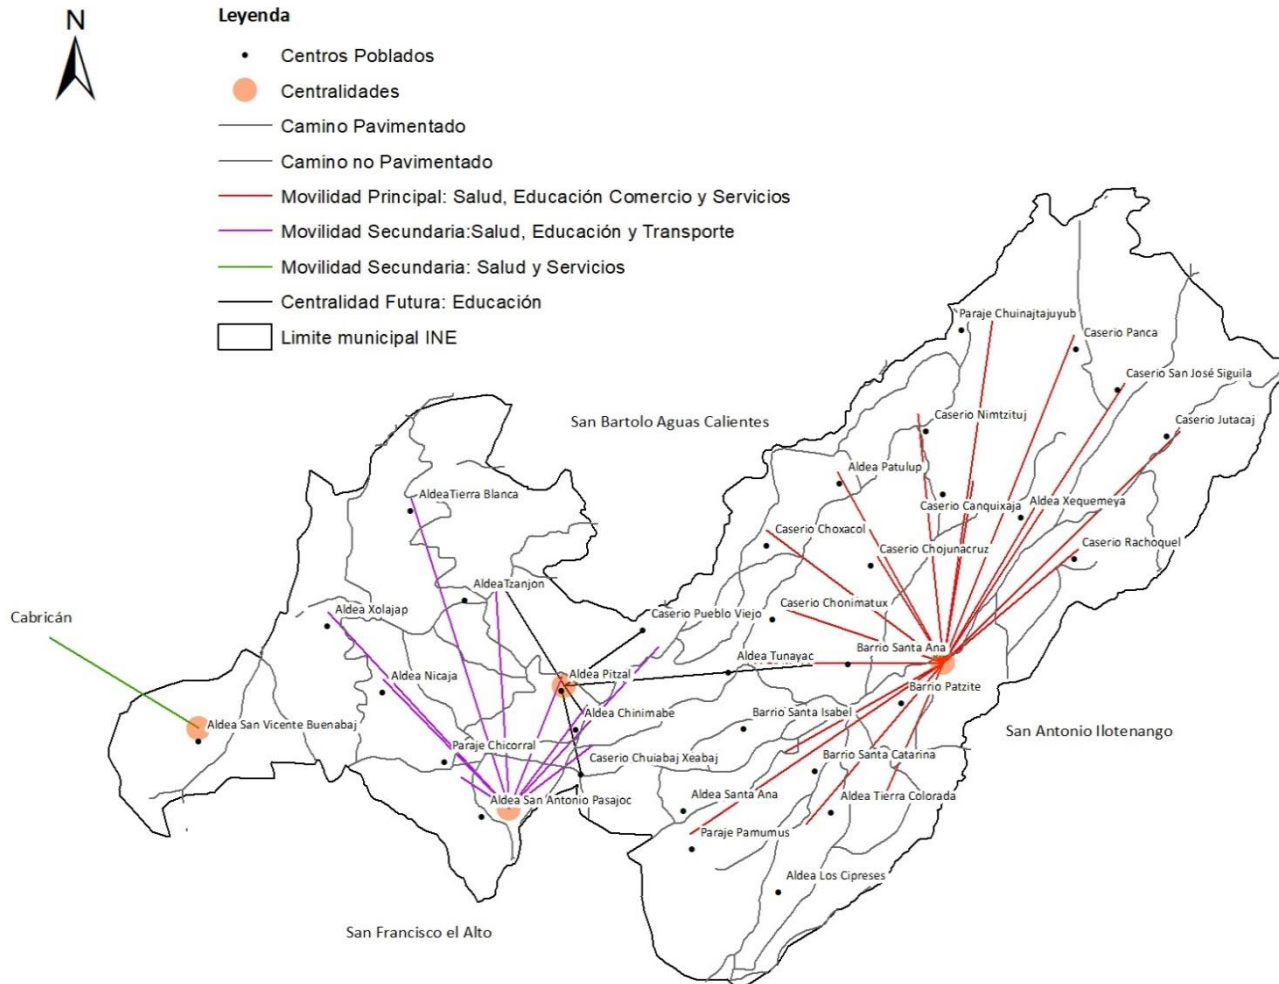 N
Leyenda
Centros Poblados
Centralidades
Camino Pavimentado
Camino no Pavimentado
Movilidad Principal: Salud, Educación Comercio y Servicios
Movilidad Secundaria:Salud, Educación y Transporte
Movilidad Secundaria: Salud y Servicios
Centralidad Futura: Educación
Limite municipal INE
Paraje Chuinajtajuyub
Caserio Panca
Caserio San José Siguila
Caserio Nimtzituj
Caserio Jutacaj
San Bartolo Aguas Calientes
Aldea Patulup
AldeaTierra Blanca
Caserio Canquixaja
Aldea Xequemeya
Caserio Choxacol
Caserio Rachoquel
Caserio Chojunacruz
AldeaTzanjon
Caserio Chonimatux
Aldea Xolajap
Caserio Pueblo Viejo
Cabricán
Barrio Santa Ana
Aldea Tunayac
Aldea Pitzal
Aldea Nicaja
Barrio Patzite
Aldea Chinimabe
Barrio Santa Isabel
Aldea San Vicente Buenabaj
San Antonio Ilotenango
Paraje Chicorral
Caserio Chuiabaj Xeabaj
Barrio Santa Catarina
Aldea San Antonio Pasajoc
Aldea Santa Ana
Aldea Tierra Colorada
Paraje Pamumus
Aldea Los Cipreses
San Francisco el Alto